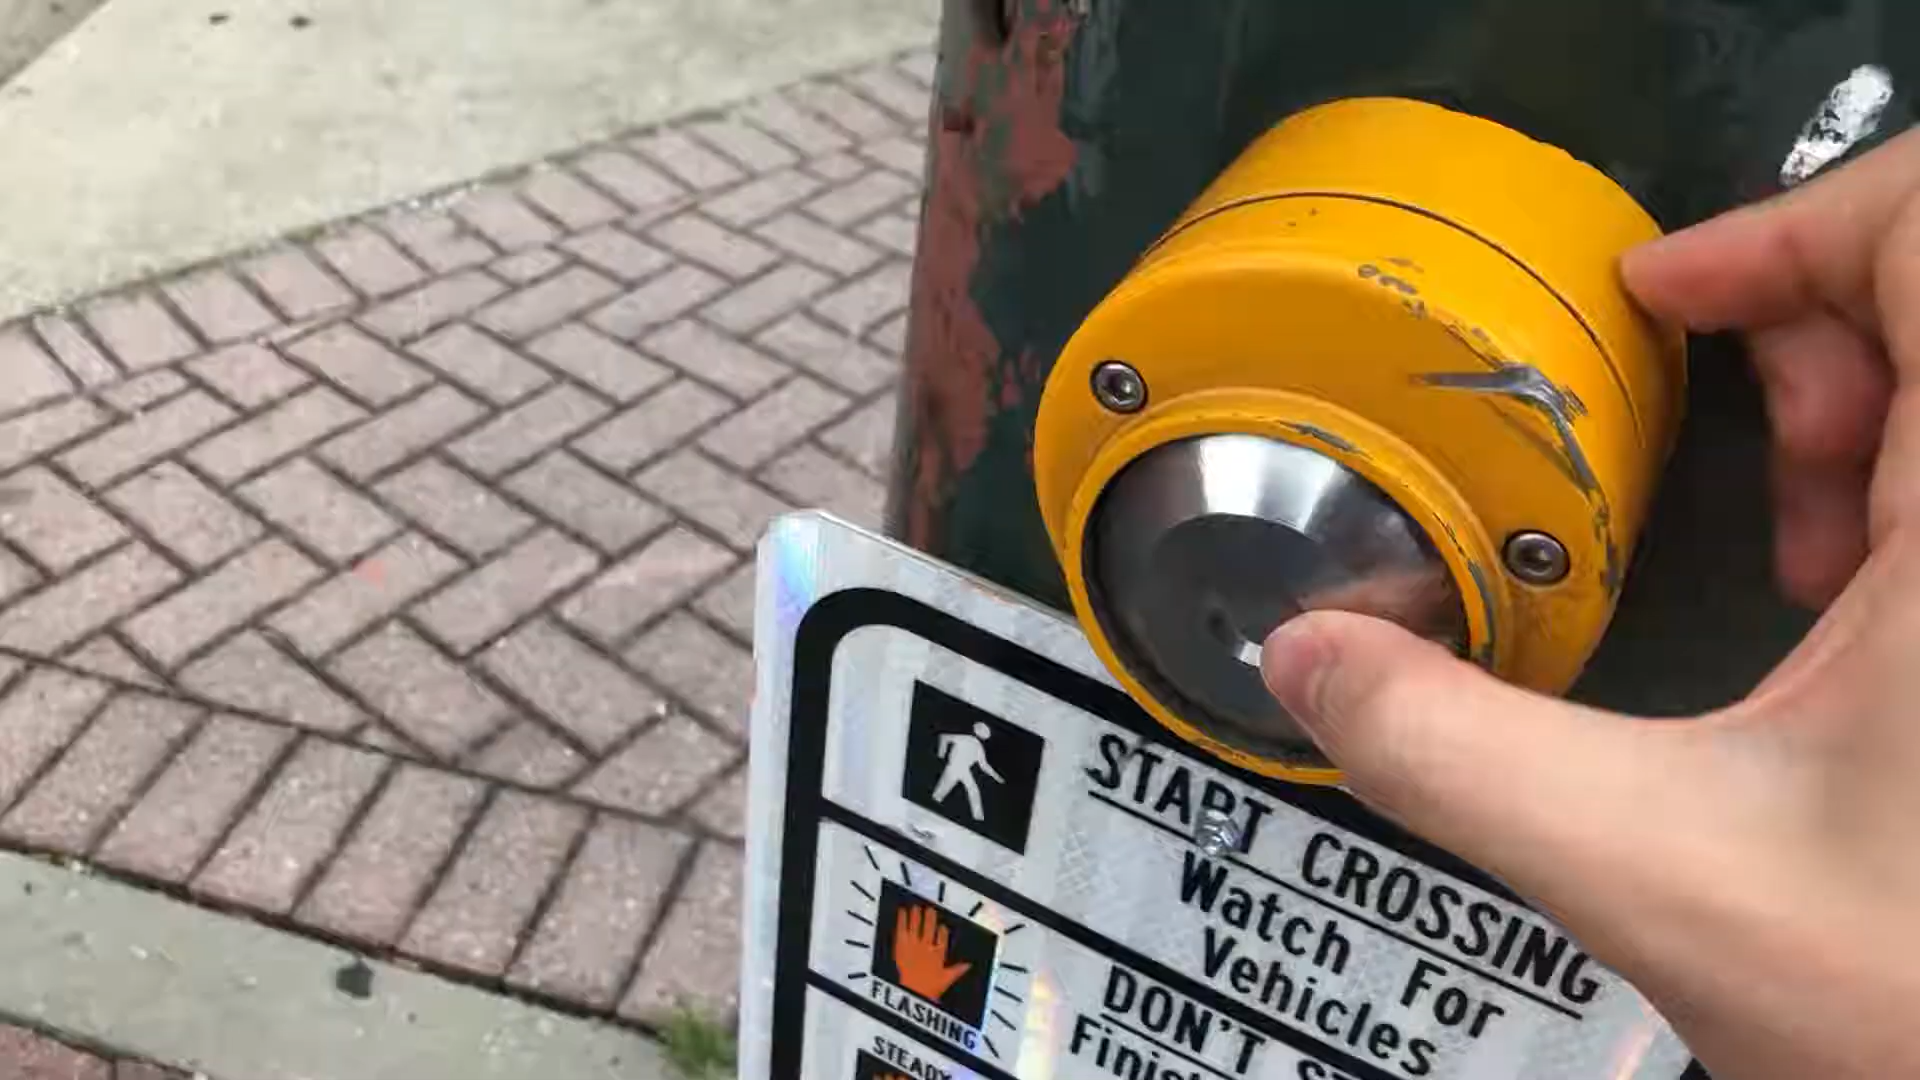 START CROSSING
Watch For
Vehicles
FLASHING
DON'T
STEADY